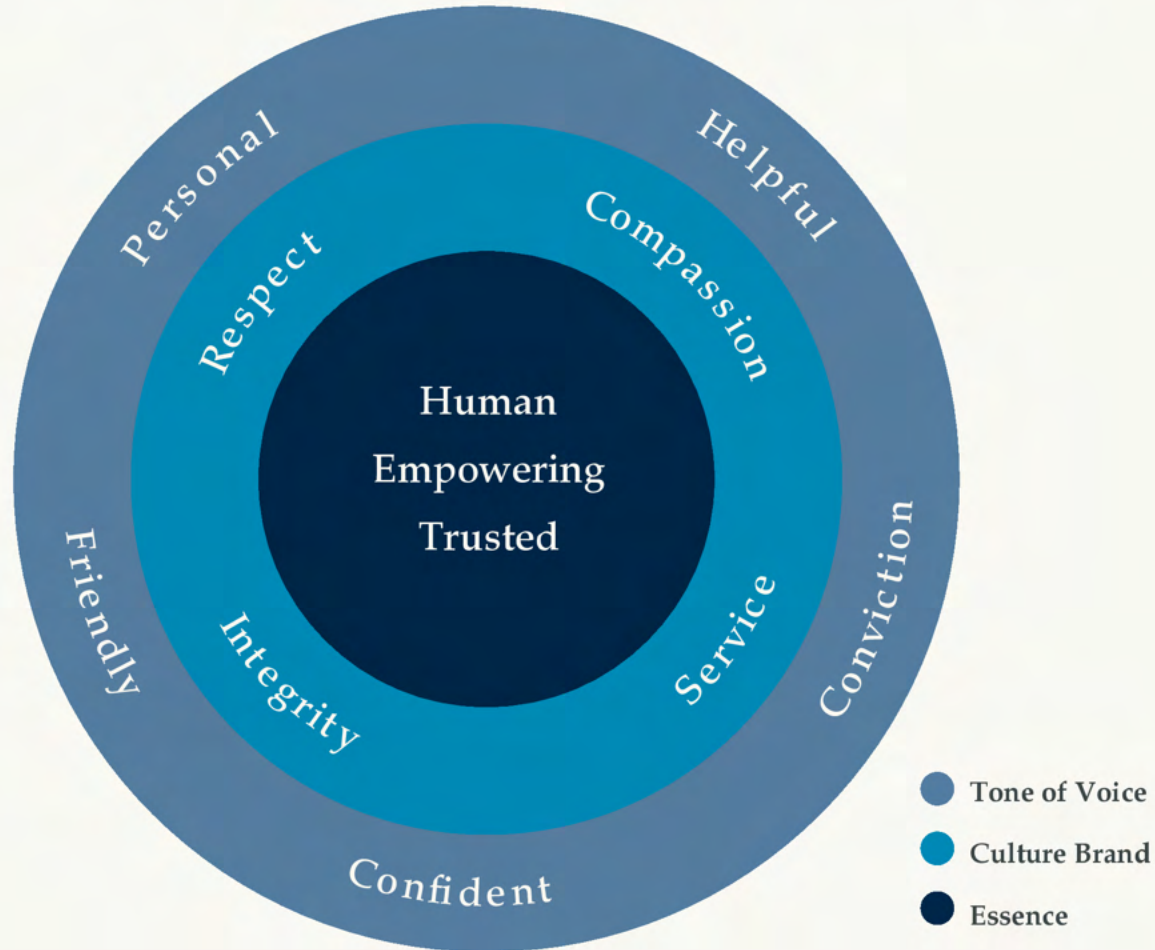 Personal
Helpful
Respect
Compassion
Human
Empowering
Trusted
Friendly
Conviction
Integrity
Service
Confident
Tone of Voice
Culture Brand
Essence